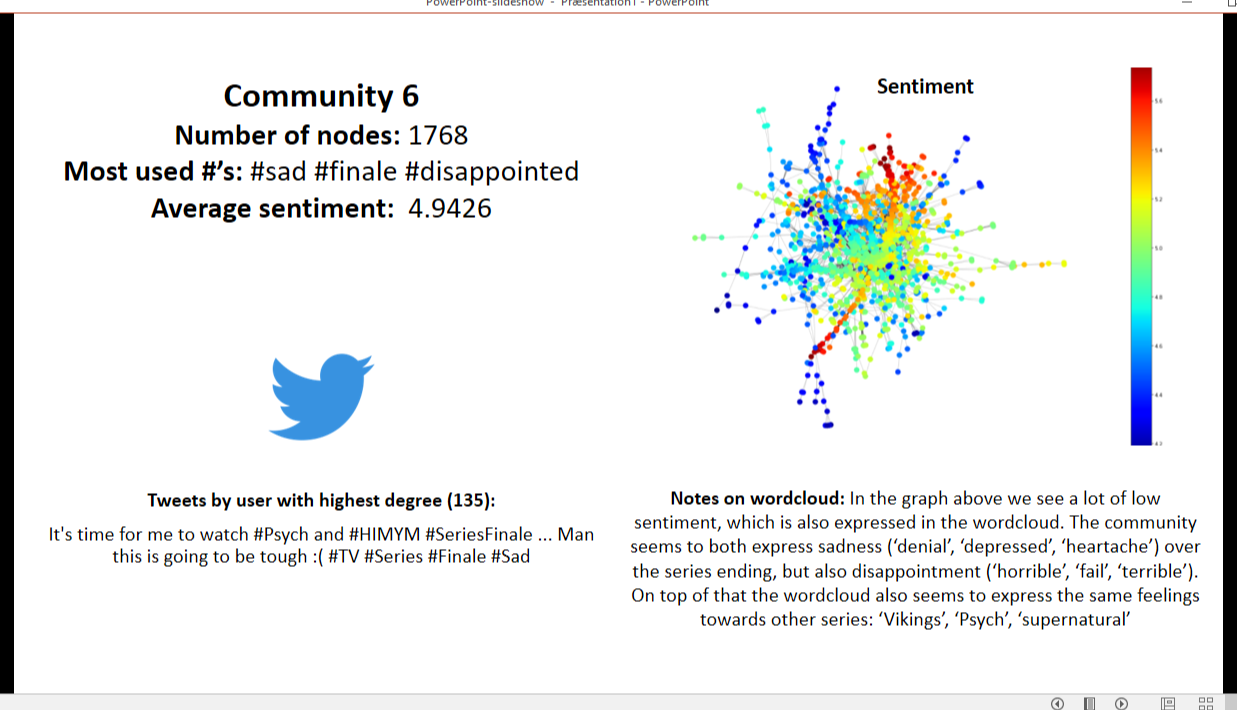 PowerPoint-slideshow - Præsentation1 - PowerPoint
Community 6
Number of nodes: 1768
Most used #’s: #sad #finale #disappointed
Average sentiment: 4.9426
Sentiment
5.6
5.4
5.2
5.0
4.8
4.6
4.4
4.2
Tweets by user with highest degree (135):
It's time for me to watch #Psych and #HIMYM #SeriesFinale ... Man
this is going to be tough :( #TV #Series #Finale #Sad
Notes on wordcloud: In the graph above we see a lot of low
sentiment, which is also expressed in the wordcloud. The community
seems to both express sadness (‘denial’, ‘depressed’, ‘heartache’) over
the series ending, but also disappointment (‘horrible’, ‘fail’, ‘terrible’).
On top of that the wordcloud also seems to express the same feelings
towards other series: ‘Vikings’, ‘Psych’, ‘supernatural’